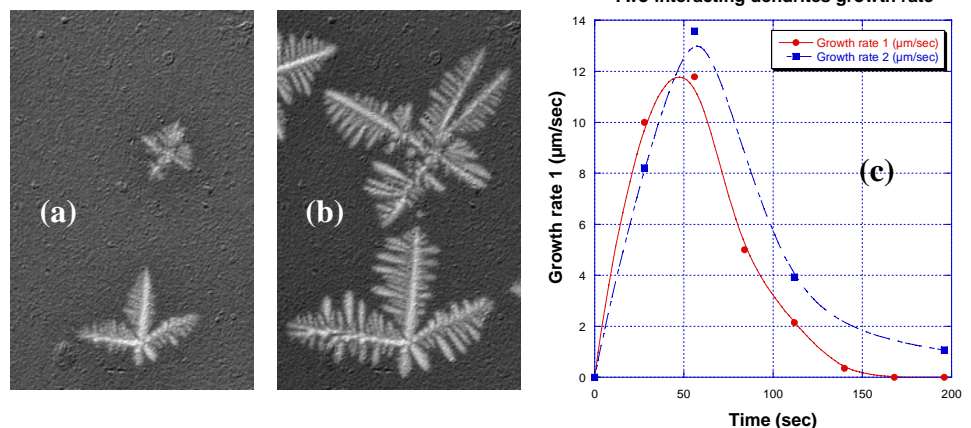 (a)
(b)
Two interacting dendrites growth rate
Growth rate 1 (µm/sec)
Growth rate 2 (µm/sec)
(c)
Growth rate 1 (µm/sec)
14
12
10
8
6
4
2
0
0 50 100 150 200
Time (sec)